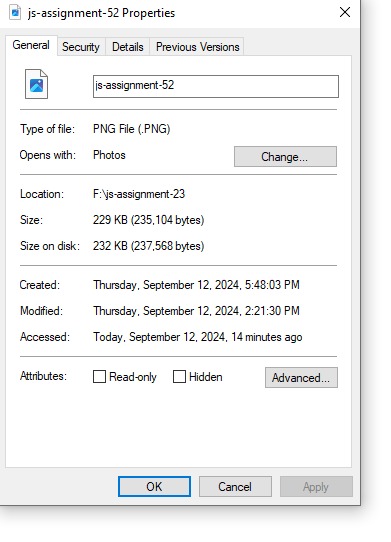 js-assignment-52 Properties
General Security Details Previous Versions
js-assignment-52
Type of file: PNG File (.PNG)
Opens with: Photos Change...
Location: F:\js-assignment-23
Size: 229 KB (235,104 bytes)
Size on disk: 232 KB (237,568 bytes)
Created: Thursday, September 12, 2024, 5:48:03 PM
Modified: Thursday, September 12, 2024, 2:21:30 PM
Accessed: Today, September 12, 2024, 14 minutes ago
Attributes: Read-only Hidden Advanced...
OK Cancel Apply